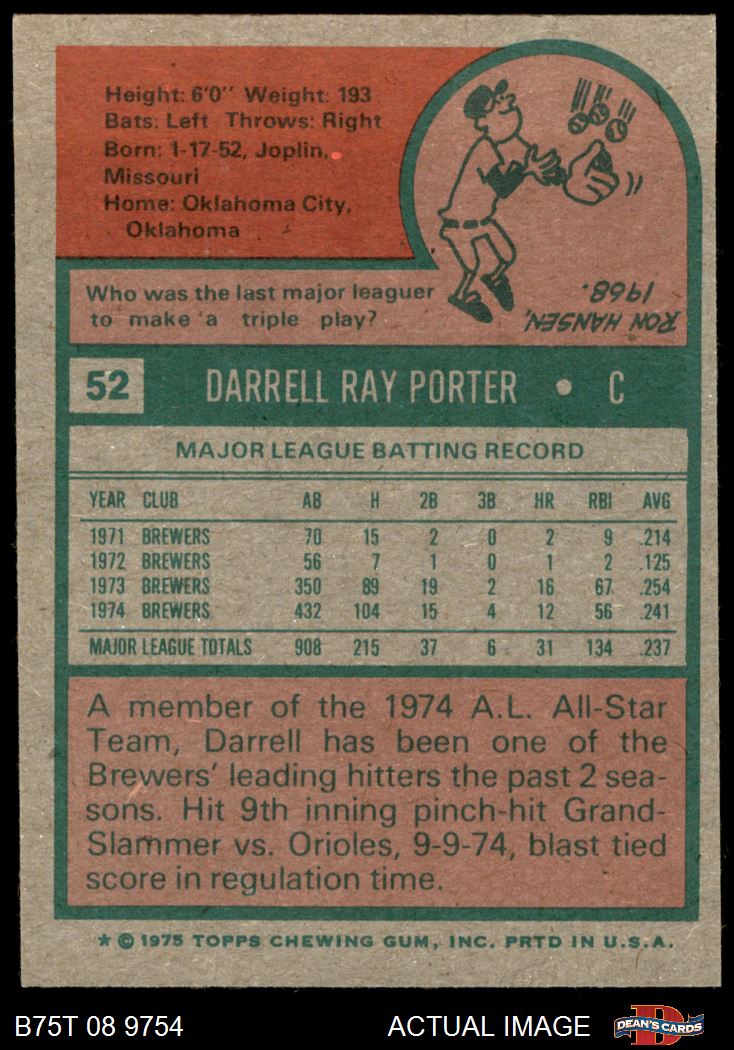 Height: 6'0" Weight: 193
Bats: Left Throws: Right
Born: 1-17-52, Joplin,
Missouri
Home: Oklahoma City,
Oklahoma
Who was the last major leaguer
to make a triple play?
RON HANSEN,
1968.
52 DARRELL RAY PORTER • C
MAJOR LEAGUE BATTING RECORD
YEAR CLUB AB H 2B 3B HR RBI AVG
1971 BREWERS 70 15 2 0 2 9 .214
1972 BREWERS 56 7 1 0 1 2 .125
1973 BREWERS 350 89 19 2 16 67 .254
1974 BREWERS 432 104 15 4 12 56 .241
MAJOR LEAGUE TOTALS 908 215 37 6 31 134 .237
A member of the 1974 A.L. All-Star
Team, Darrell has been one of the
Brewers' leading hitters the past 2 sea-
sons. Hit 9th inning pinch-hit Grand-
Slammer vs. Orioles, 9-9-74, blast tied
score in regulation time.
★ © 1975 TOPPS CHEWING GUM, INC. PRTD IN U.S.A.
B75T 08 9754 ACTUAL IMAGE DEAN'S CARDS